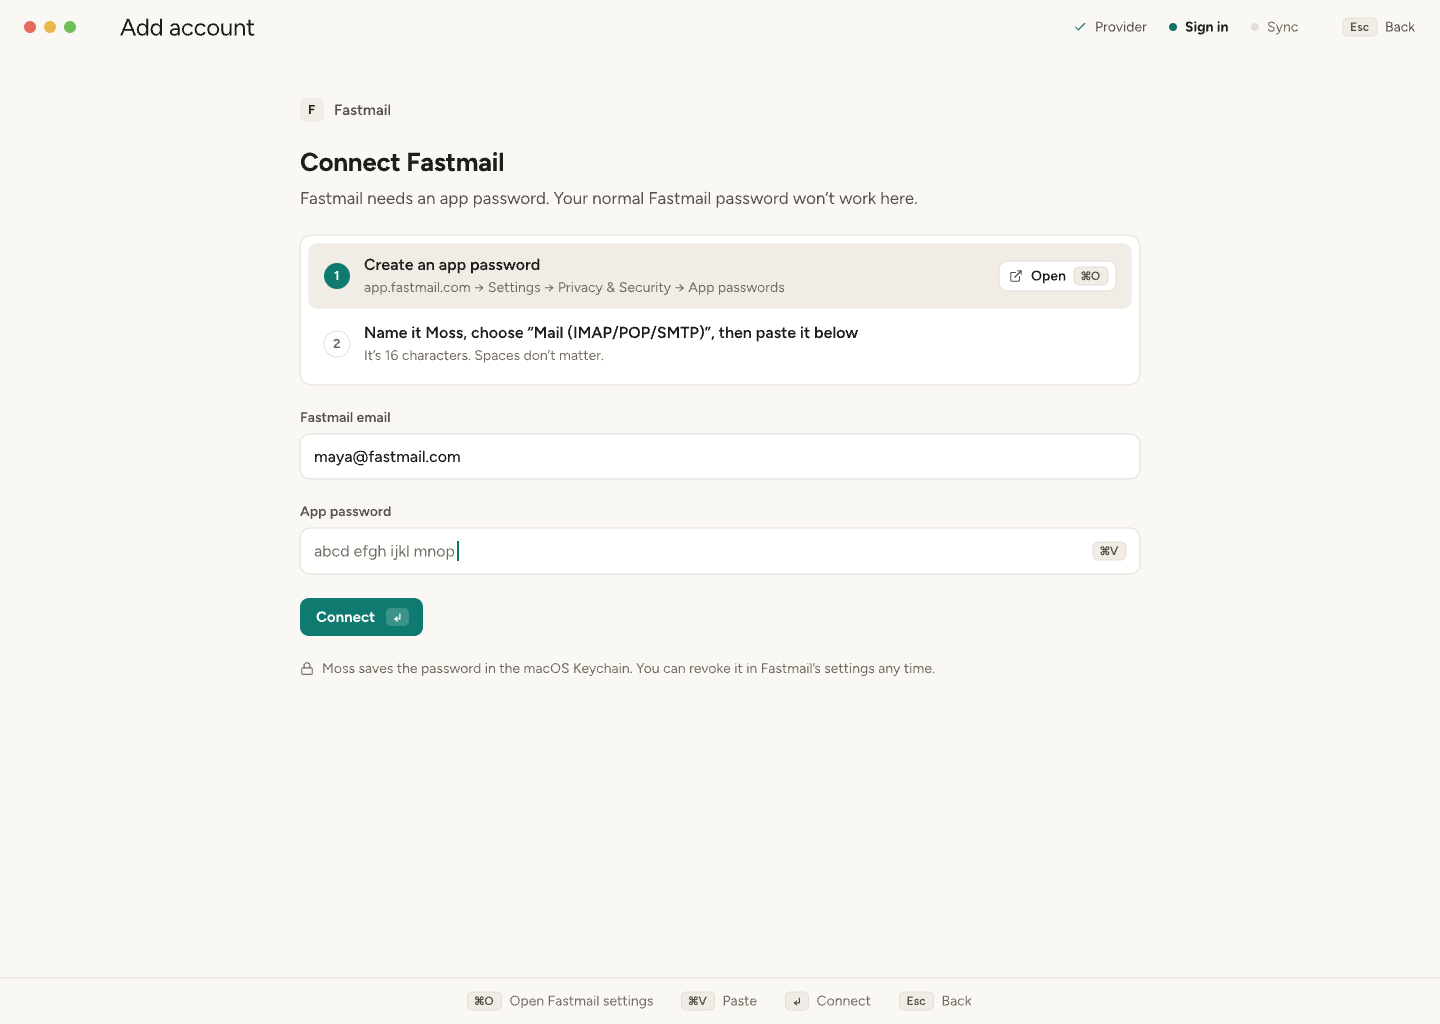 Add account
Provider
Sign in
Sync
Esc Back
F Fastmail
Connect Fastmail
Fastmail needs an app password. Your normal Fastmail password won’t work here.
1
Create an app password
app.fastmail.com → Settings → Privacy & Security → App passwords
Open ⌘O
2
Name it Moss, choose “Mail (IMAP/POP/SMTP)”, then paste it below
It’s 16 characters. Spaces don’t matter.
Fastmail email
maya@fastmail.com
App password
abcd efgh ijkl mnop
⌘V
Connect ↵
Moss saves the password in the macOS Keychain. You can revoke it in Fastmail’s settings any time.
⌘O Open Fastmail settings ⌘V Paste ↵ Connect Esc Back